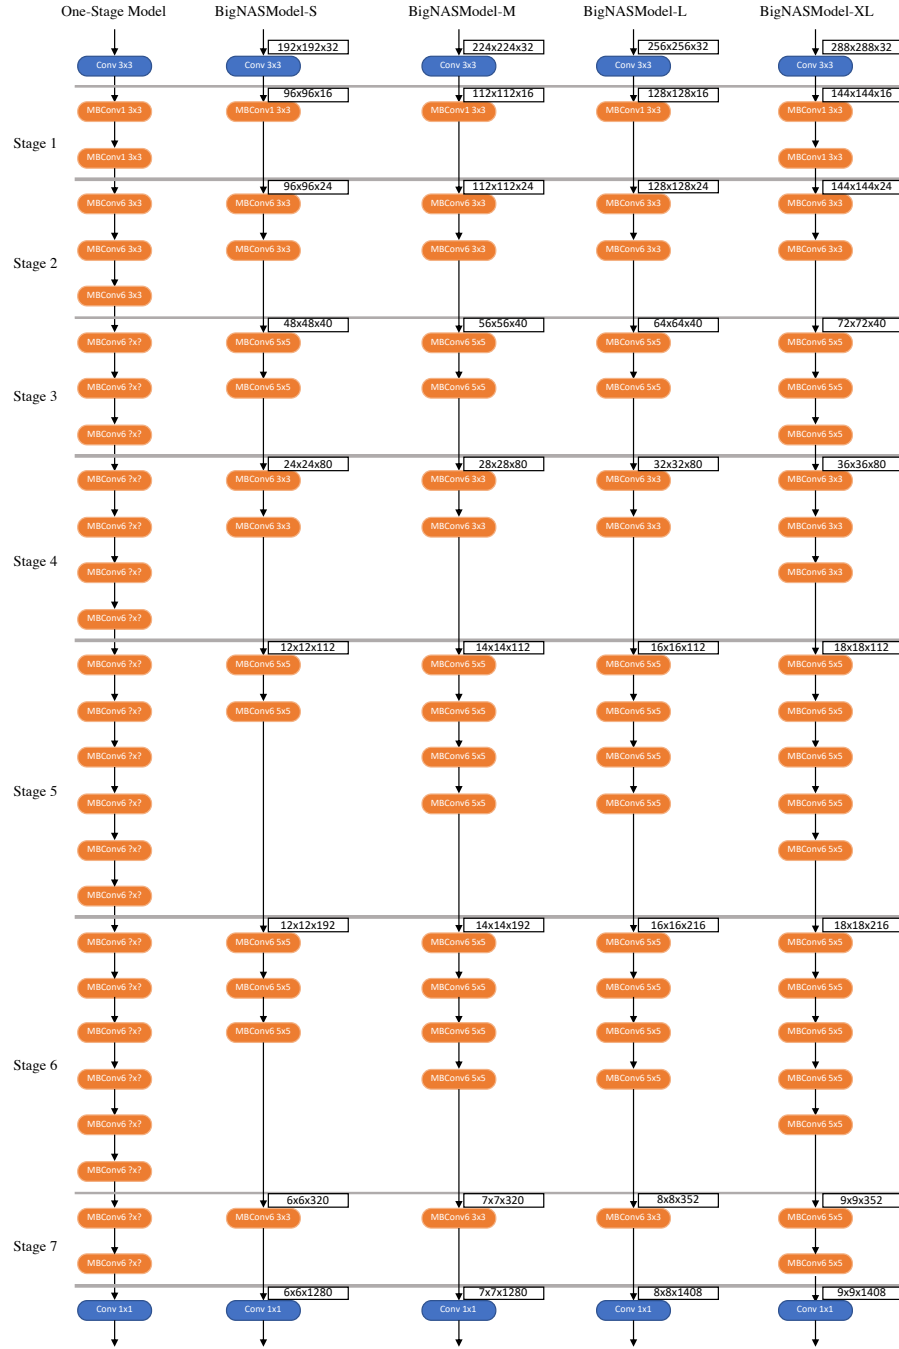 One-Stage Model BigNASModel-S BigNASModel-M BigNASModel-L BigNASModel-XL
192x192x32 224x224x32 256x256x32 288x288x32
Conv 3x3 Conv 3x3 Conv 3x3 Conv 3x3 Conv 3x3
96x96x16 112x112x16 128x128x16 144x144x16
MBConv1 3x3 MBConv1 3x3 MBConv1 3x3 MBConv1 3x3 MBConv1 3x3
Stage 1
MBConv1 3x3 MBConv1 3x3
96x96x24 112x112x24 128x128x24 144x144x24
MBConv6 3x3 MBConv6 3x3 MBConv6 3x3 MBConv6 3x3 MBConv6 3x3
MBConv6 3x3 MBConv6 3x3 MBConv6 3x3 MBConv6 3x3 MBConv6 3x3
Stage 2
MBConv6 3x3
48x48x40 56x56x40 64x64x40 72x72x40
MBConv6 ?x? MBConv6 5x5 MBConv6 5x5 MBConv6 5x5 MBConv6 5x5
MBConv6 ?x? MBConv6 5x5 MBConv6 5x5 MBConv6 5x5 MBConv6 5x5
Stage 3
MBConv6 ?x? MBConv6 5x5
24x24x80 28x28x80 32x32x80 36x36x80
MBConv6 ?x? MBConv6 3x3 MBConv6 3x3 MBConv6 3x3 MBConv6 3x3
MBConv6 ?x? MBConv6 3x3 MBConv6 3x3 MBConv6 3x3 MBConv6 3x3
Stage 4
MBConv6 ?x? MBConv6 3x3
MBConv6 ?x?
12x12x112 14x14x112 16x16x112 18x18x112
MBConv6 ?x? MBConv6 5x5 MBConv6 5x5 MBConv6 5x5 MBConv6 5x5
MBConv6 ?x? MBConv6 5x5 MBConv6 5x5 MBConv6 5x5 MBConv6 5x5
MBConv6 ?x? MBConv6 5x5 MBConv6 5x5 MBConv6 5x5
Stage 5
MBConv6 ?x? MBConv6 5x5 MBConv6 5x5 MBConv6 5x5
MBConv6 ?x? MBConv6 5x5
MBConv6 ?x?
12x12x192 14x14x192 16x16x216 18x18x216
MBConv6 ?x? MBConv6 5x5 MBConv6 5x5 MBConv6 5x5 MBConv6 5x5
MBConv6 ?x? MBConv6 5x5 MBConv6 5x5 MBConv6 5x5 MBConv6 5x5
MBConv6 ?x? MBConv6 5x5 MBConv6 5x5 MBConv6 5x5 MBConv6 5x5
Stage 6
MBConv6 ?x? MBConv6 5x5 MBConv6 5x5 MBConv6 5x5
MBConv6 ?x? MBConv6 5x5
MBConv6 ?x?
6x6x320 7x7x320 8x8x352 9x9x352
MBConv6 ?x? MBConv6 3x3 MBConv6 3x3 MBConv6 3x3 MBConv6 5x5
Stage 7
MBConv6 ?x? MBConv6 5x5
6x6x1280 7x7x1280 8x8x1408 9x9x1408
Conv 1x1 Conv 1x1 Conv 1x1 Conv 1x1 Conv 1x1